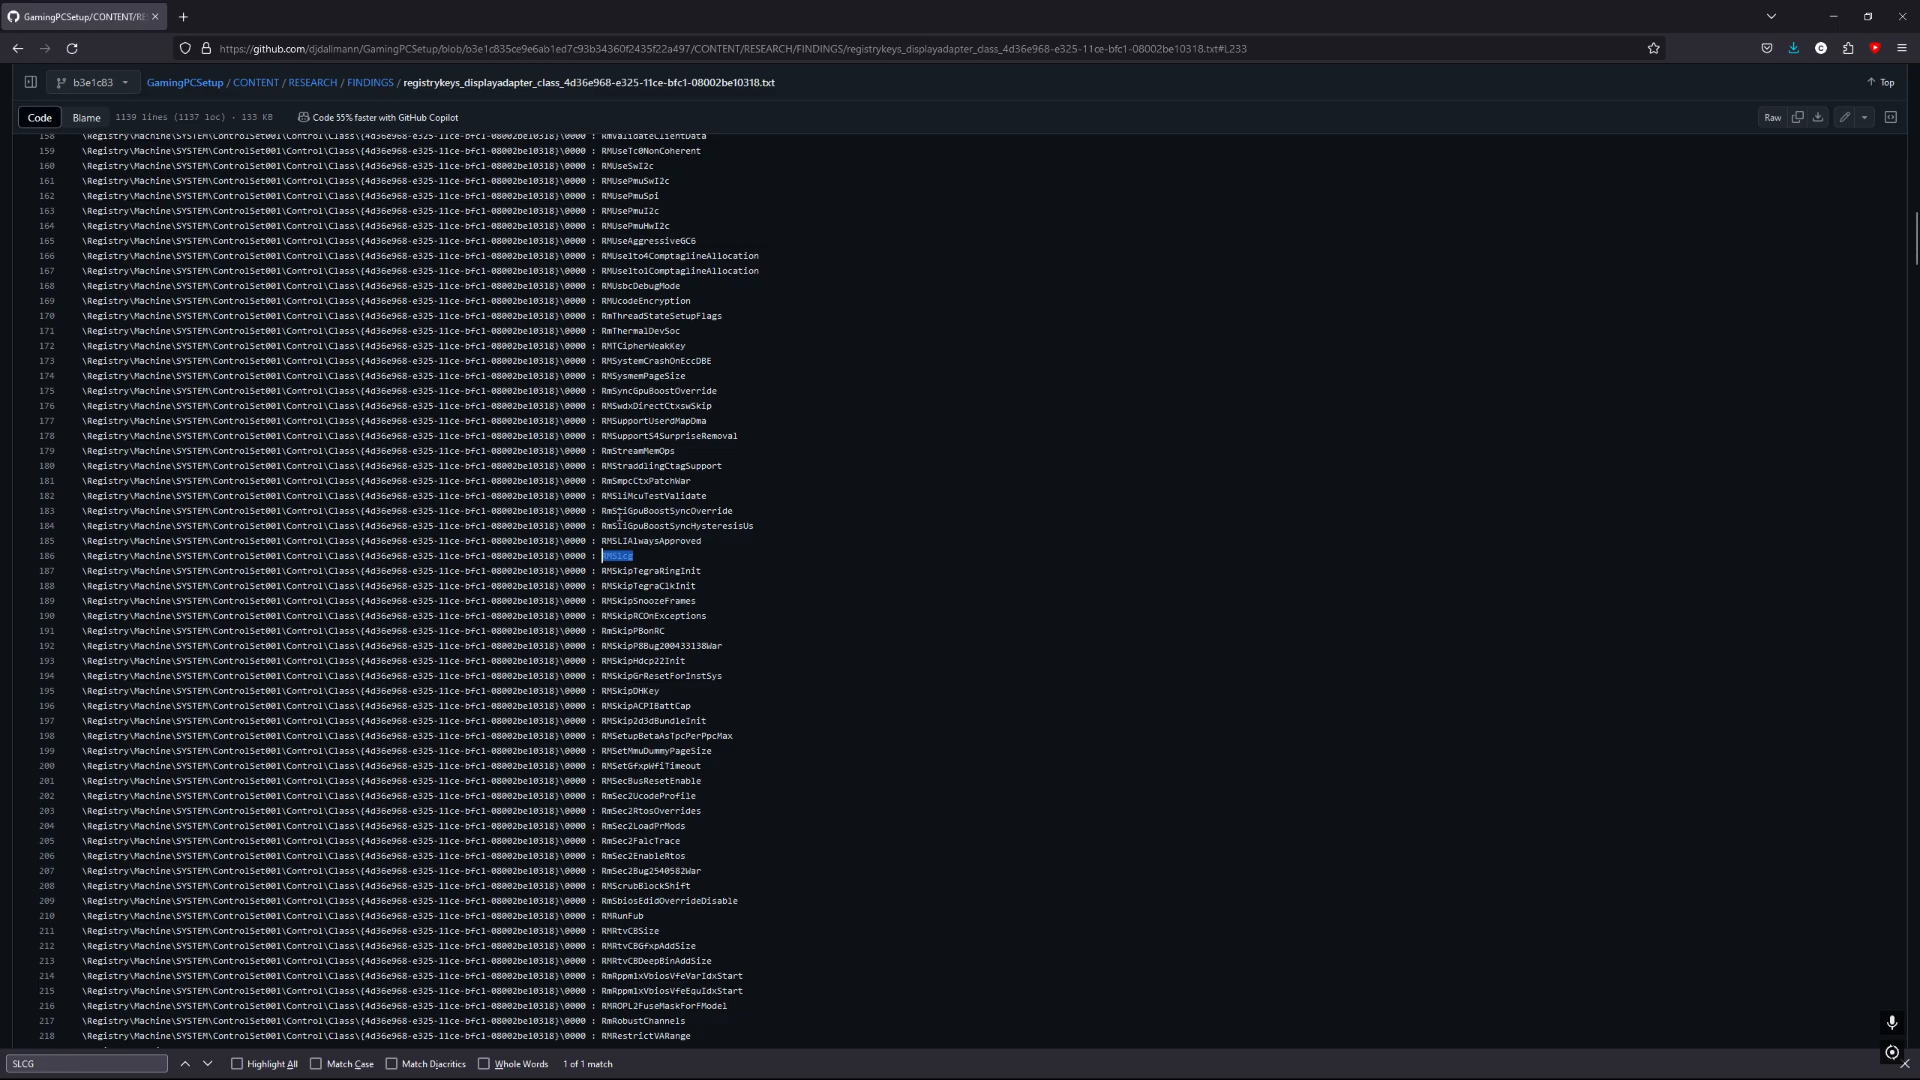 GamingPCSetup/CONTENT/RE
https://github.com/djdallmann/GamingPCSetup/blob/b3e1c835ce9e6ab1ed7c93b34360f2435f22a497/CONTENT/RESEARCH/FINDINGS/registrykeys_displayadapter_class_4d36e968-e325-11ce-bfc1-08002be10318.txt#L233
b3e1c83 GamingPCSetup / CONTENT / RESEARCH / FINDINGS / registrykeys_displayadapter_class_4d36e968-e325-11ce-bfc1-08002be10318.txt Top
Code Blame 1139 lines (1137 loc) · 133 KB Code 55% faster with GitHub Copilot Raw
158 \Registry\Machine\SYSTEM\ControlSet001\Control\Class\{4d36e968-e325-11ce-bfc1-08002be10318}\0000 : RmValidateClientData
159 \Registry\Machine\SYSTEM\ControlSet001\Control\Class\{4d36e968-e325-11ce-bfc1-08002be10318}\0000 : RMUseTc0NonCoherent
160 \Registry\Machine\SYSTEM\ControlSet001\Control\Class\{4d36e968-e325-11ce-bfc1-08002be10318}\0000 : RMUseSwI2c
161 \Registry\Machine\SYSTEM\ControlSet001\Control\Class\{4d36e968-e325-11ce-bfc1-08002be10318}\0000 : RMUsePmuSwI2c
162 \Registry\Machine\SYSTEM\ControlSet001\Control\Class\{4d36e968-e325-11ce-bfc1-08002be10318}\0000 : RMUsePmuSpi
163 \Registry\Machine\SYSTEM\ControlSet001\Control\Class\{4d36e968-e325-11ce-bfc1-08002be10318}\0000 : RMUsePmuI2c
164 \Registry\Machine\SYSTEM\ControlSet001\Control\Class\{4d36e968-e325-11ce-bfc1-08002be10318}\0000 : RMUsePmuHwI2c
165 \Registry\Machine\SYSTEM\ControlSet001\Control\Class\{4d36e968-e325-11ce-bfc1-08002be10318}\0000 : RMUseAggressiveGC6
166 \Registry\Machine\SYSTEM\ControlSet001\Control\Class\{4d36e968-e325-11ce-bfc1-08002be10318}\0000 : RMUse1to4ComptaglineAllocation
167 \Registry\Machine\SYSTEM\ControlSet001\Control\Class\{4d36e968-e325-11ce-bfc1-08002be10318}\0000 : RMUse1to1ComptaglineAllocation
168 \Registry\Machine\SYSTEM\ControlSet001\Control\Class\{4d36e968-e325-11ce-bfc1-08002be10318}\0000 : RMUsbcDebugMode
169 \Registry\Machine\SYSTEM\ControlSet001\Control\Class\{4d36e968-e325-11ce-bfc1-08002be10318}\0000 : RMUcodeEncryption
170 \Registry\Machine\SYSTEM\ControlSet001\Control\Class\{4d36e968-e325-11ce-bfc1-08002be10318}\0000 : RmThreadStateSetupFlags
171 \Registry\Machine\SYSTEM\ControlSet001\Control\Class\{4d36e968-e325-11ce-bfc1-08002be10318}\0000 : RmThermalDevSoc
172 \Registry\Machine\SYSTEM\ControlSet001\Control\Class\{4d36e968-e325-11ce-bfc1-08002be10318}\0000 : RMTCipherWeakKey
173 \Registry\Machine\SYSTEM\ControlSet001\Control\Class\{4d36e968-e325-11ce-bfc1-08002be10318}\0000 : RMSystemCrashOnEccDBE
174 \Registry\Machine\SYSTEM\ControlSet001\Control\Class\{4d36e968-e325-11ce-bfc1-08002be10318}\0000 : RMSysmemPageSize
175 \Registry\Machine\SYSTEM\ControlSet001\Control\Class\{4d36e968-e325-11ce-bfc1-08002be10318}\0000 : RmSyncGpuBoostOverride
176 \Registry\Machine\SYSTEM\ControlSet001\Control\Class\{4d36e968-e325-11ce-bfc1-08002be10318}\0000 : RMSwdxDirectCtxswSkip
177 \Registry\Machine\SYSTEM\ControlSet001\Control\Class\{4d36e968-e325-11ce-bfc1-08002be10318}\0000 : RMSupportUserdMapDma
178 \Registry\Machine\SYSTEM\ControlSet001\Control\Class\{4d36e968-e325-11ce-bfc1-08002be10318}\0000 : RMSupportS4SurpriseRemoval
179 \Registry\Machine\SYSTEM\ControlSet001\Control\Class\{4d36e968-e325-11ce-bfc1-08002be10318}\0000 : RmStreamMemOps
180 \Registry\Machine\SYSTEM\ControlSet001\Control\Class\{4d36e968-e325-11ce-bfc1-08002be10318}\0000 : RMStraddlingCtagSupport
181 \Registry\Machine\SYSTEM\ControlSet001\Control\Class\{4d36e968-e325-11ce-bfc1-08002be10318}\0000 : RmSmpcCtxPatchWar
182 \Registry\Machine\SYSTEM\ControlSet001\Control\Class\{4d36e968-e325-11ce-bfc1-08002be10318}\0000 : RMSliMcuTestValidate
183 \Registry\Machine\SYSTEM\ControlSet001\Control\Class\{4d36e968-e325-11ce-bfc1-08002be10318}\0000 : RmSliGpuBoostSyncOverride
184 \Registry\Machine\SYSTEM\ControlSet001\Control\Class\{4d36e968-e325-11ce-bfc1-08002be10318}\0000 : RmSliGpuBoostSyncHysteresisUs
185 \Registry\Machine\SYSTEM\ControlSet001\Control\Class\{4d36e968-e325-11ce-bfc1-08002be10318}\0000 : RMSLIAlwaysApproved
186 \Registry\Machine\SYSTEM\ControlSet001\Control\Class\{4d36e968-e325-11ce-bfc1-08002be10318}\0000 : RMSlcg
187 \Registry\Machine\SYSTEM\ControlSet001\Control\Class\{4d36e968-e325-11ce-bfc1-08002be10318}\0000 : RMSkipTegraRingInit
188 \Registry\Machine\SYSTEM\ControlSet001\Control\Class\{4d36e968-e325-11ce-bfc1-08002be10318}\0000 : RMSkipTegraClkInit
189 \Registry\Machine\SYSTEM\ControlSet001\Control\Class\{4d36e968-e325-11ce-bfc1-08002be10318}\0000 : RMSkipSnoozeFrames
190 \Registry\Machine\SYSTEM\ControlSet001\Control\Class\{4d36e968-e325-11ce-bfc1-08002be10318}\0000 : RMSkipRCOnExceptions
191 \Registry\Machine\SYSTEM\ControlSet001\Control\Class\{4d36e968-e325-11ce-bfc1-08002be10318}\0000 : RmSkipPBonRC
192 \Registry\Machine\SYSTEM\ControlSet001\Control\Class\{4d36e968-e325-11ce-bfc1-08002be10318}\0000 : RMSkipP8Bug200433138War
193 \Registry\Machine\SYSTEM\ControlSet001\Control\Class\{4d36e968-e325-11ce-bfc1-08002be10318}\0000 : RMSkipHdcp22Init
194 \Registry\Machine\SYSTEM\ControlSet001\Control\Class\{4d36e968-e325-11ce-bfc1-08002be10318}\0000 : RMSkipGrResetForInstSys
195 \Registry\Machine\SYSTEM\ControlSet001\Control\Class\{4d36e968-e325-11ce-bfc1-08002be10318}\0000 : RMSkipDHKey
196 \Registry\Machine\SYSTEM\ControlSet001\Control\Class\{4d36e968-e325-11ce-bfc1-08002be10318}\0000 : RMSkipACPIBattCap
197 \Registry\Machine\SYSTEM\ControlSet001\Control\Class\{4d36e968-e325-11ce-bfc1-08002be10318}\0000 : RMSkip2d3dBundleInit
198 \Registry\Machine\SYSTEM\ControlSet001\Control\Class\{4d36e968-e325-11ce-bfc1-08002be10318}\0000 : RMSetupBetaAsTpcPerPpcMax
199 \Registry\Machine\SYSTEM\ControlSet001\Control\Class\{4d36e968-e325-11ce-bfc1-08002be10318}\0000 : RMSetMmuDummyPageSize
200 \Registry\Machine\SYSTEM\ControlSet001\Control\Class\{4d36e968-e325-11ce-bfc1-08002be10318}\0000 : RMSetGfxpWfiTimeout
201 \Registry\Machine\SYSTEM\ControlSet001\Control\Class\{4d36e968-e325-11ce-bfc1-08002be10318}\0000 : RMSecBusResetEnable
202 \Registry\Machine\SYSTEM\ControlSet001\Control\Class\{4d36e968-e325-11ce-bfc1-08002be10318}\0000 : RmSec2UcodeProfile
203 \Registry\Machine\SYSTEM\ControlSet001\Control\Class\{4d36e968-e325-11ce-bfc1-08002be10318}\0000 : RmSec2RtosOverrides
204 \Registry\Machine\SYSTEM\ControlSet001\Control\Class\{4d36e968-e325-11ce-bfc1-08002be10318}\0000 : RmSec2LoadPrMods
205 \Registry\Machine\SYSTEM\ControlSet001\Control\Class\{4d36e968-e325-11ce-bfc1-08002be10318}\0000 : RmSec2FalcTrace
206 \Registry\Machine\SYSTEM\ControlSet001\Control\Class\{4d36e968-e325-11ce-bfc1-08002be10318}\0000 : RmSec2EnableRtos
207 \Registry\Machine\SYSTEM\ControlSet001\Control\Class\{4d36e968-e325-11ce-bfc1-08002be10318}\0000 : RmSec2Bug2540582War
208 \Registry\Machine\SYSTEM\ControlSet001\Control\Class\{4d36e968-e325-11ce-bfc1-08002be10318}\0000 : RMScrubBlockShift
209 \Registry\Machine\SYSTEM\ControlSet001\Control\Class\{4d36e968-e325-11ce-bfc1-08002be10318}\0000 : RmSbiosEdidOverrideDisable
210 \Registry\Machine\SYSTEM\ControlSet001\Control\Class\{4d36e968-e325-11ce-bfc1-08002be10318}\0000 : RMRunFub
211 \Registry\Machine\SYSTEM\ControlSet001\Control\Class\{4d36e968-e325-11ce-bfc1-08002be10318}\0000 : RMRtvCBSize
212 \Registry\Machine\SYSTEM\ControlSet001\Control\Class\{4d36e968-e325-11ce-bfc1-08002be10318}\0000 : RMRtvCBGfxpAddSize
213 \Registry\Machine\SYSTEM\ControlSet001\Control\Class\{4d36e968-e325-11ce-bfc1-08002be10318}\0000 : RMRtvCBDeepBinAddSize
214 \Registry\Machine\SYSTEM\ControlSet001\Control\Class\{4d36e968-e325-11ce-bfc1-08002be10318}\0000 : RmRppm1xVbiosVfeVarIdxStart
215 \Registry\Machine\SYSTEM\ControlSet001\Control\Class\{4d36e968-e325-11ce-bfc1-08002be10318}\0000 : RmRppm1xVbiosVfeEquIdxStart
216 \Registry\Machine\SYSTEM\ControlSet001\Control\Class\{4d36e968-e325-11ce-bfc1-08002be10318}\0000 : RMROPL2FuseMaskForFModel
217 \Registry\Machine\SYSTEM\ControlSet001\Control\Class\{4d36e968-e325-11ce-bfc1-08002be10318}\0000 : RmRobustChannels
218 \Registry\Machine\SYSTEM\ControlSet001\Control\Class\{4d36e968-e325-11ce-bfc1-08002be10318}\0000 : RMRestrictVARange
SLCG Highlight All Match Case Match Diacritics Whole Words 1 of 1 match